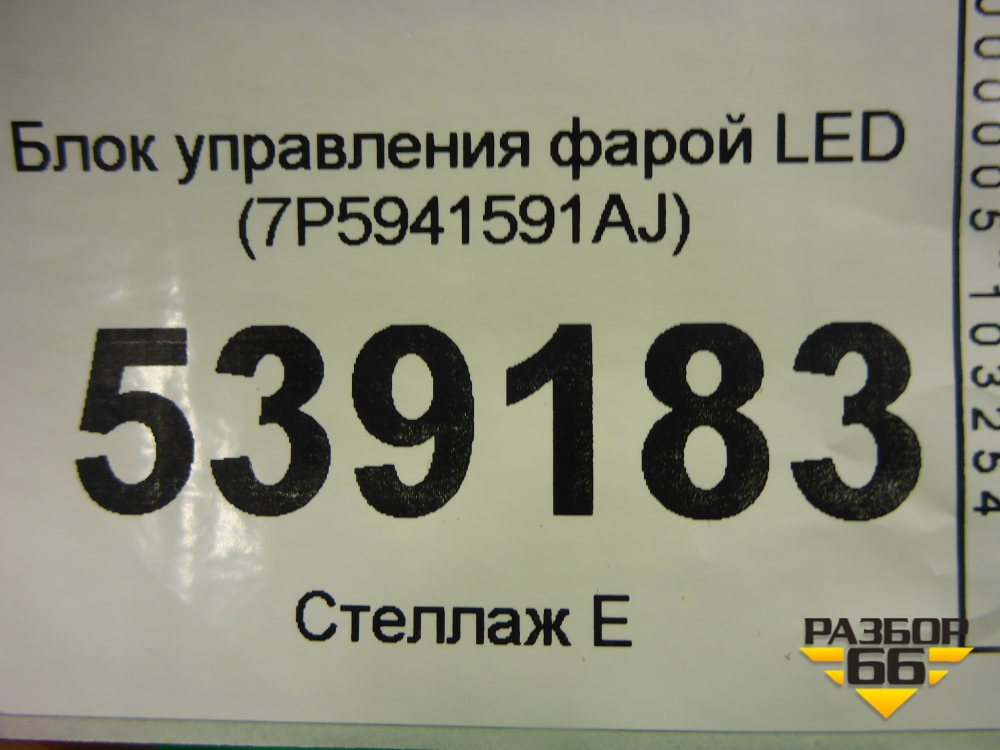 Блок управления фарой LED
(7P5941591AJ)
539183
Стеллаж E
РАЗБОР
66